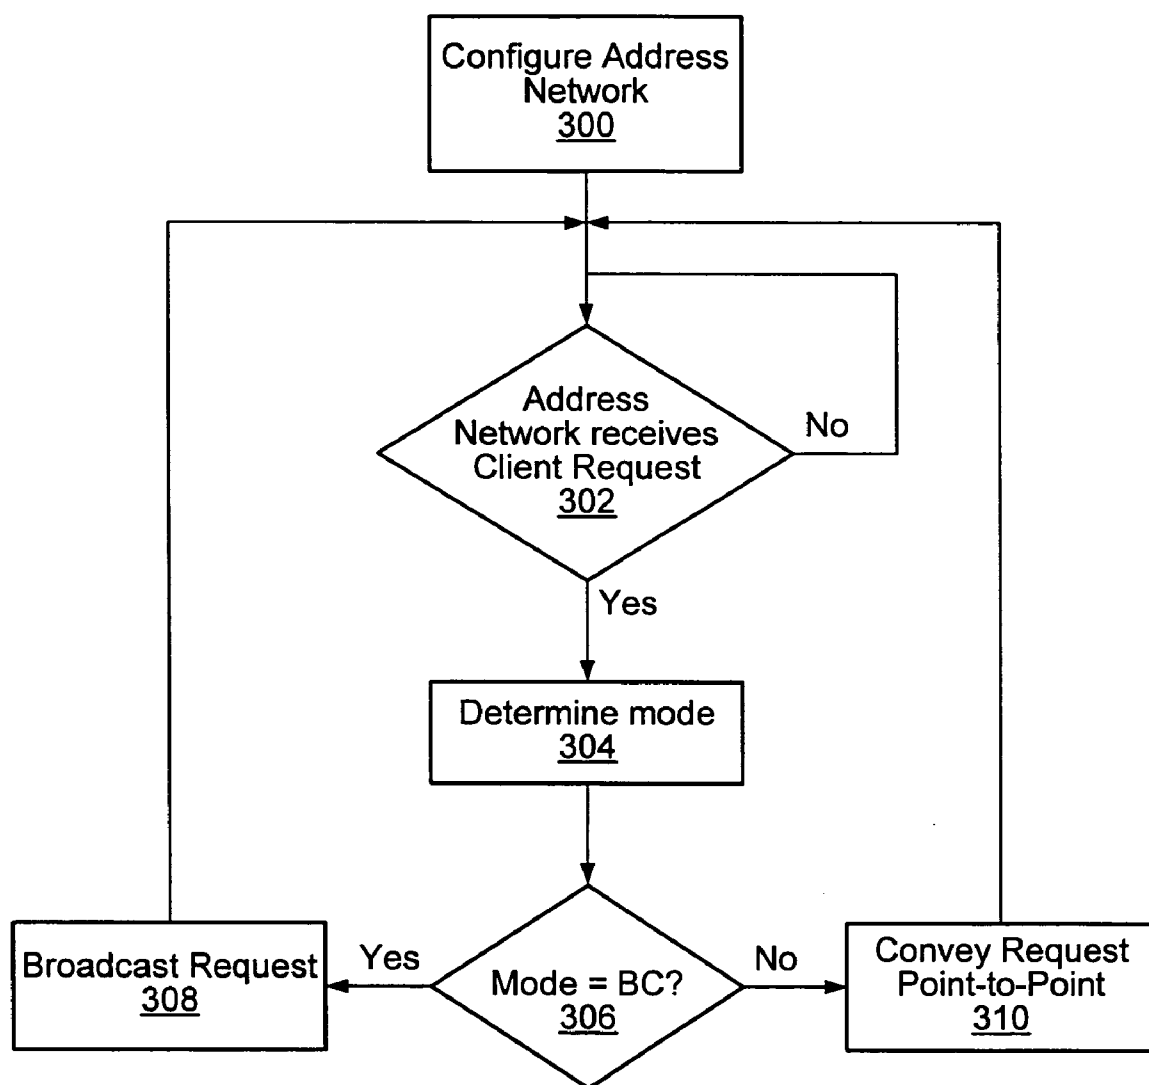 Configure Address
Network
300
Address
Network receives
Client Request
302
No
Yes
Determine mode
304
Broadcast Request
308
Yes
Mode = BC?
306
No
Convey Request
Point-to-Point
310